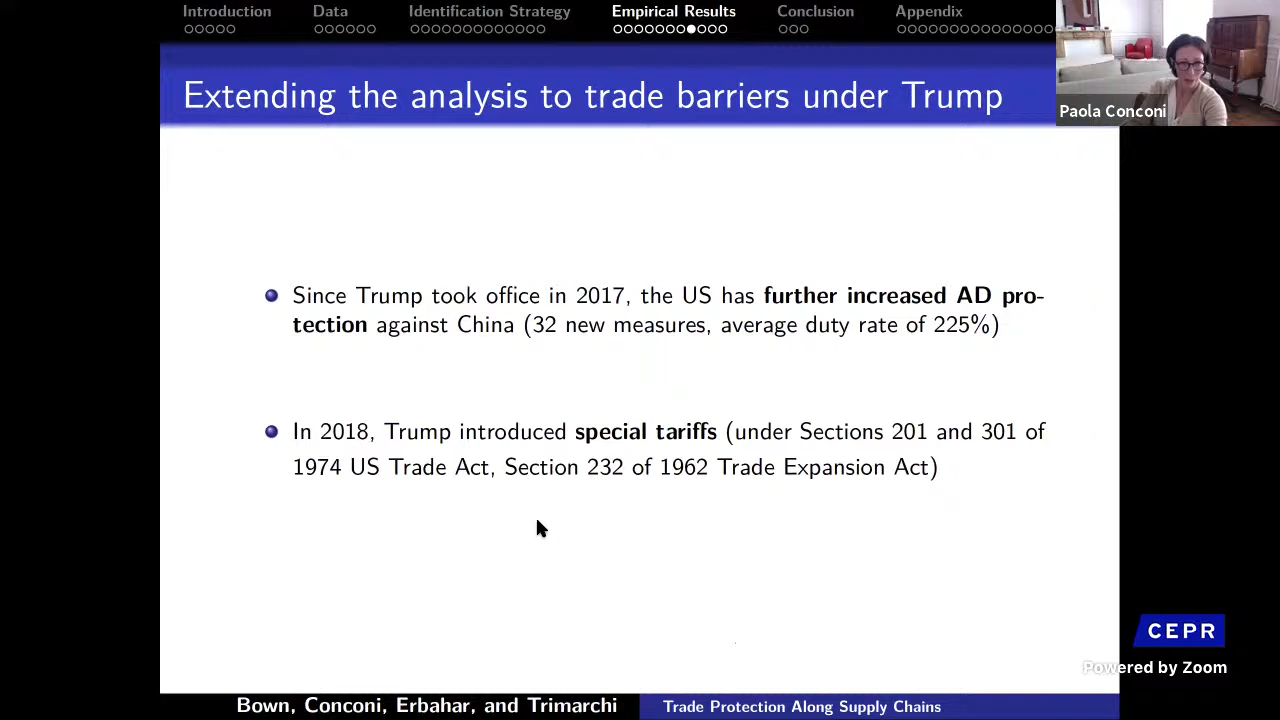 Introduction Data Identification Strategy Empirical Results Conclusion Appendix
Extending the analysis to trade barriers under Trump
Paola Conconi
Since Trump took office in 2017, the US has further increased AD pro-
tection against China (32 new measures, average duty rate of 225%)
In 2018, Trump introduced special tariffs (under Sections 201 and 301 of
1974 US Trade Act, Section 232 of 1962 Trade Expansion Act)
CEPR
Powered by Zoom
Bown, Conconi, Erbahar, and Trimarchi Trade Protection Along Supply Chains